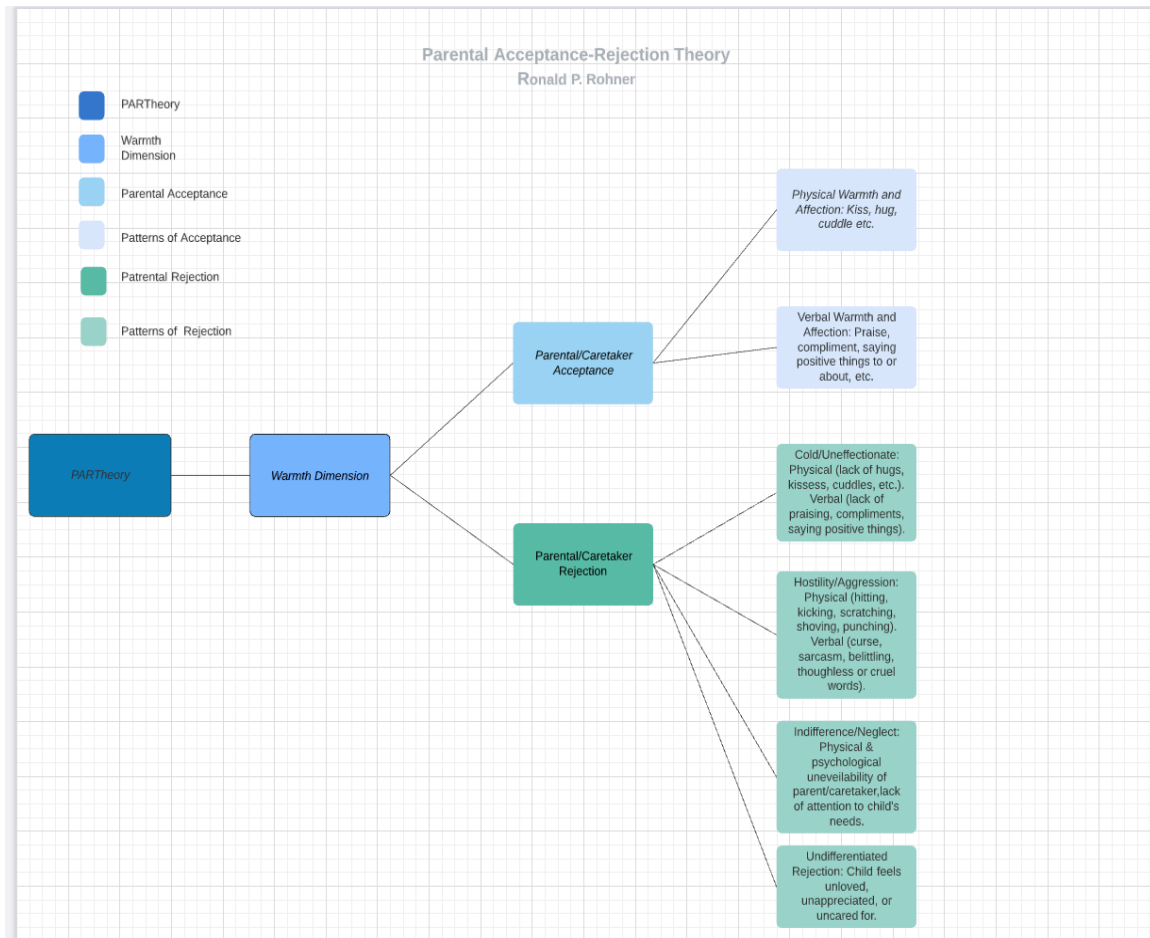 Parental Acceptance-Rejection Theory
Ronald P. Rohner
PARTheory
Warmth
Dimension
Parental Acceptance
Patterns of Acceptance
Patrental Rejection
Patterns of Rejection
PARTheory
Warmth Dimension
Parental/Caretaker
Acceptance
Parental/Caretaker
Rejection
Physical Warmth and
Affection: Kiss, hug,
cuddle etc.
Verbal Warmth and
Affection: Praise,
compliment, saying
positive things to or
about, etc.
Cold/Uneffectionate:
Physical (lack of hugs,
kissess, cuddles, etc.).
Verbal (lack of
praising, compliments,
saying positive things).
Hostility/Aggression:
Physical (hitting,
kicking, scratching,
shoving, punching).
Verbal (curse,
sarcasm, belittling,
thoughless or cruel
words).
Indifference/Neglect:
Physical &
psychological
uneveilability of
parent/caretaker,lack
of attention to child's
needs.
Undifferentiated
Rejection: Child feels
unloved,
unappreciated, or
uncared for.